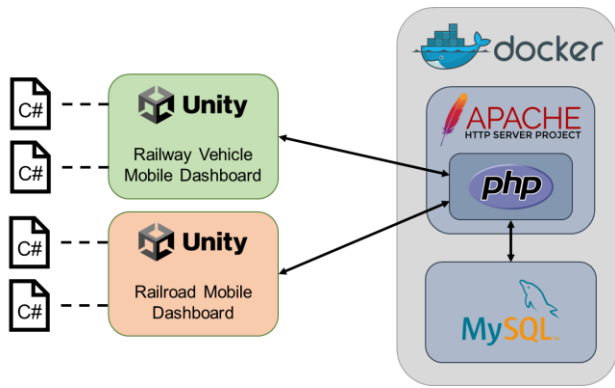 docker
C#
Unity
Railway Vehicle
Mobile Dashboard
C#
APACHE
HTTP SERVER PROJECT
php
C#
Unity
Railroad Mobile
Dashboard
C#
MySQL